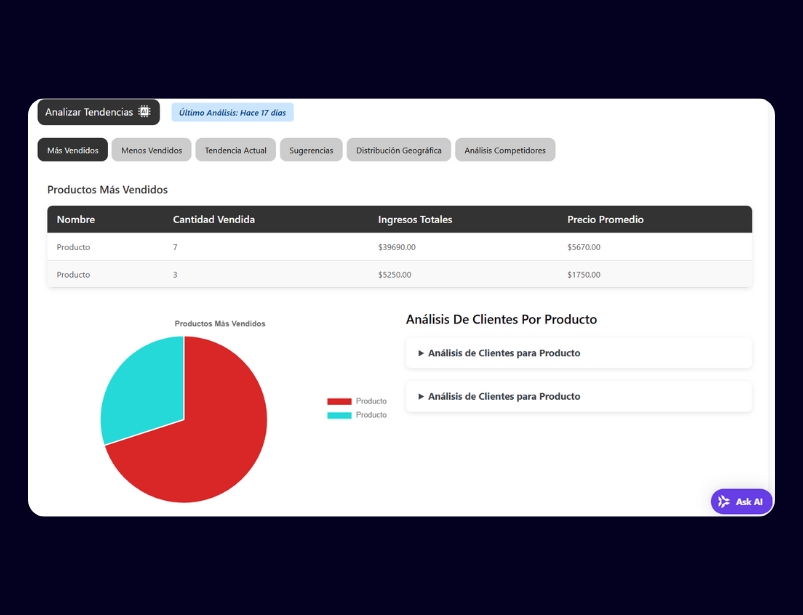 Analizar Tendencias AI
Último Análisis: Hace 17 días
Más Vendidos Menos Vendidos Tendencia Actual Sugerencias Distribución Geográfica Análisis Competidores
Productos Más Vendidos
Nombre Cantidad Vendida Ingresos Totales Precio Promedio
Producto 7 $39690.00 $5670.00
Producto 3 $5250.00 $1750.00
Productos Más Vendidos
Producto
Producto
Análisis De Clientes Por Producto
Análisis de Clientes para Producto
Análisis de Clientes para Producto
Ask AI